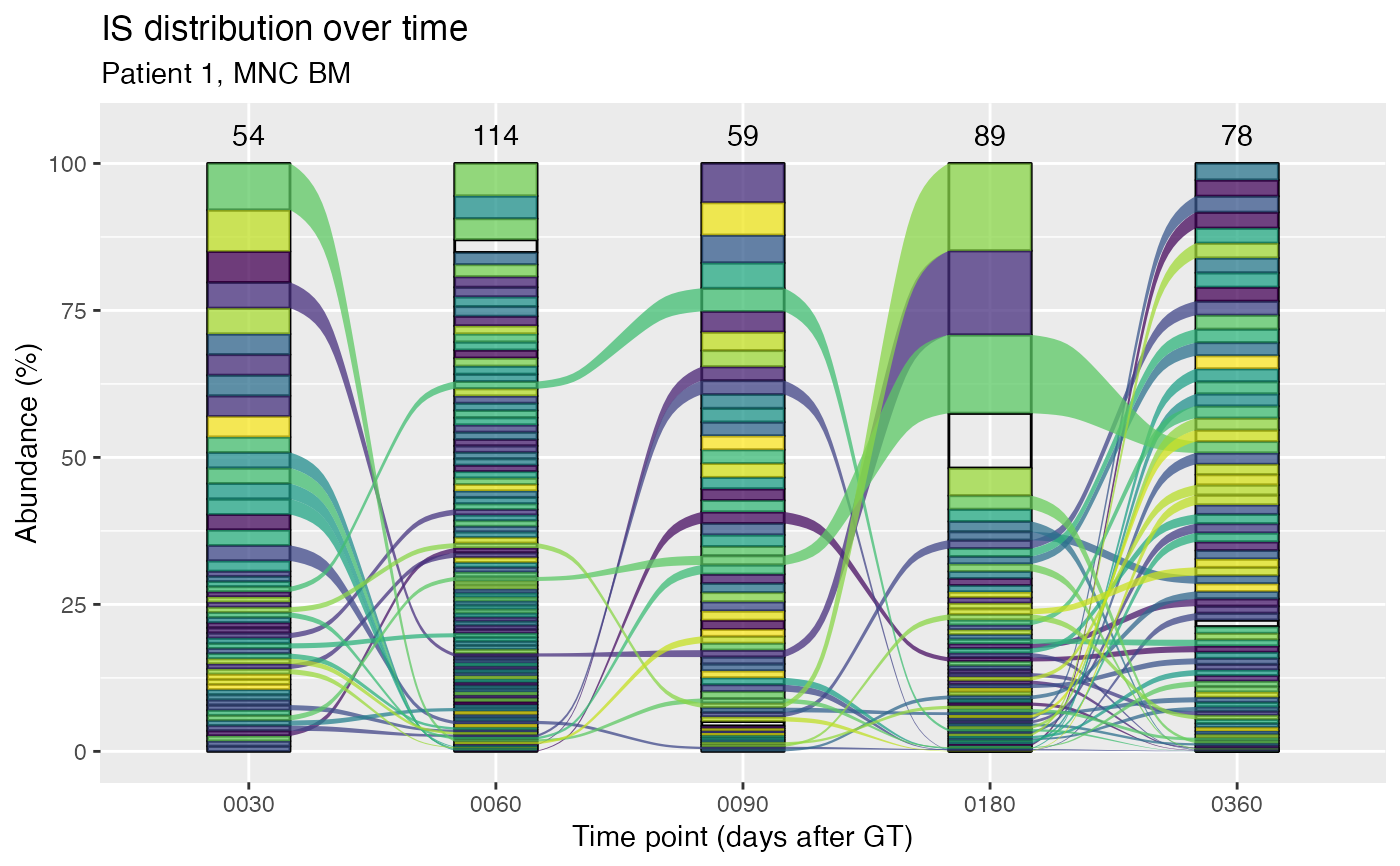 IS distribution over time
Patient 1, MNC BM
54 114 59 89 78
100
75
50
25
0
Abundance (%)
0030 0060 0090 0180 0360
Time point (days after GT)